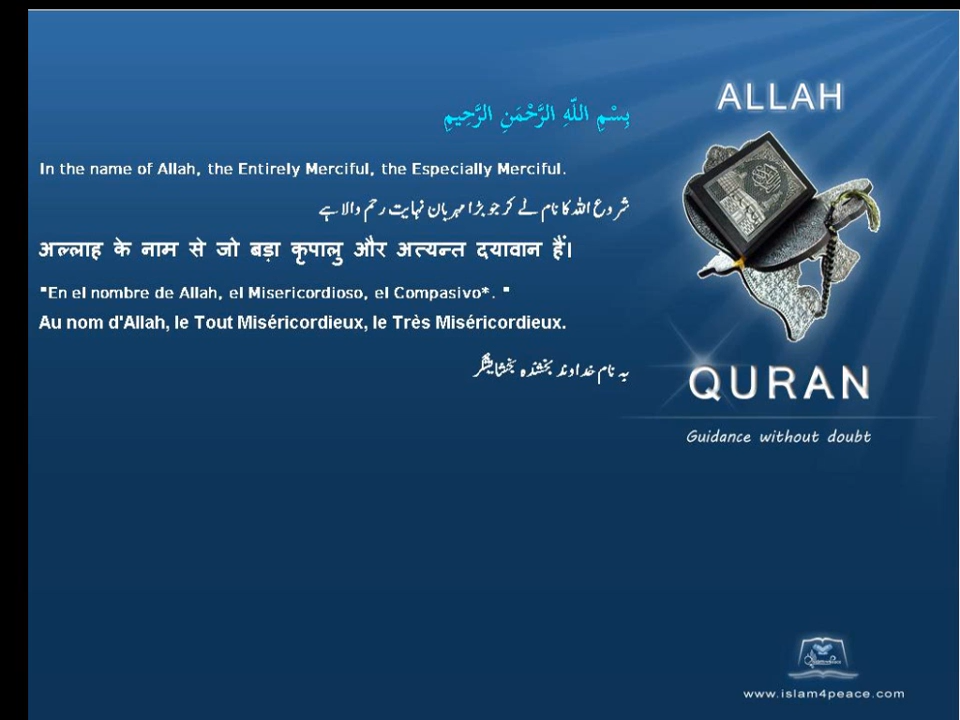 بِسْمِ اللّهِ الرَّحْمَنِ الرَّحِيمِ
In the name of Allah, the Entirely Merciful, the Especially Merciful.
شروع الله کا نام لے کر جو بڑا مہربان نہایت رحم والا ہے
अल्लाह के नाम से जो बड़ा कृपालु और अत्यन्त दयावान हैं।
"En el nombre de Allah, el Misericordioso, el Compasivo*. "
Au nom d'Allah, le Tout Miséricordieux, le Très Miséricordieux.
به نام خداوند بخشنده بخشایشگر
ALLAH
QURAN
Guidance without doubt
www.islam4peace.com